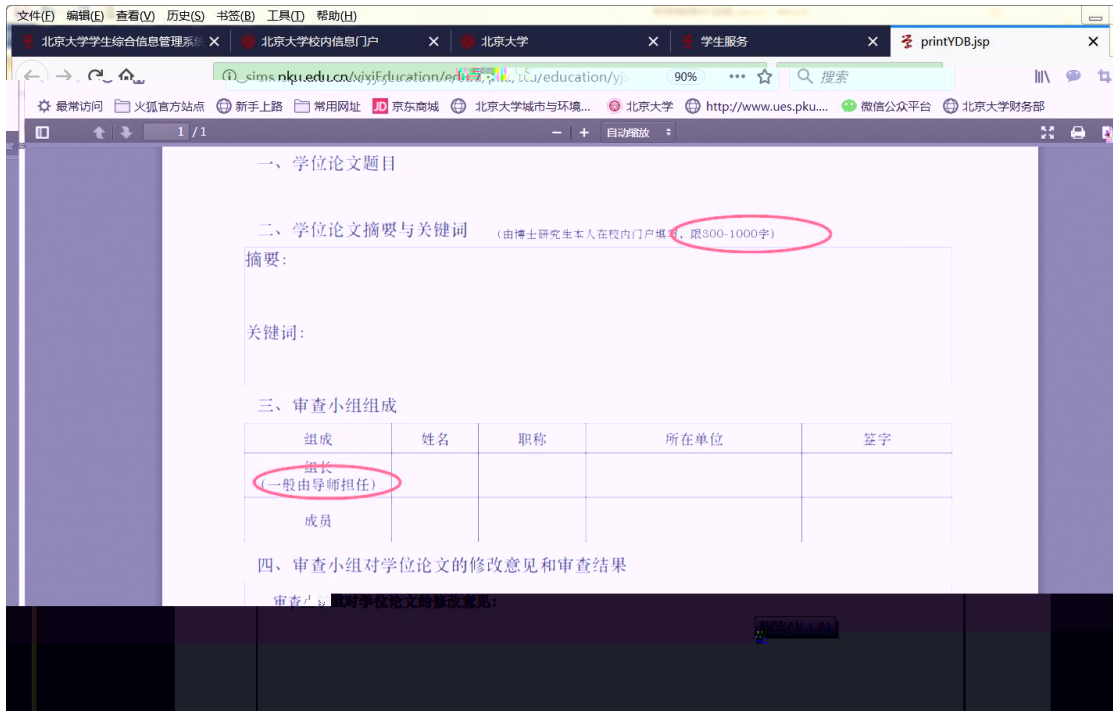 文件(F) 编辑(E) 查看(V) 历史(S) 书签(B) 工具(T) 帮助(H)
北京大学学生综合信息管理系统 北京大学校内信息门户 北京大学 学生服务 printYDB.jsp
sims.pku.edu.cn 90% 搜索
最常访问 火狐官方站点 新手上路 常用网址 JD 京东商城 北京大学城市与环境... 北京大学 http://www.ues.pku.... 微信公众平台 北京大学财务部
1 / 1 自动缩放
一、学位论文题目
二、学位论文摘要与关键词 (由博士研究生本人在校内门户填写, 限800-1000字)
摘要:
关键词:
三、审查小组组成
组成 姓名 职称 所在单位 签字
组长
(一般由导师担任)
成员
四、审查小组对学位论文的修改意见和审查结果
审查小组对学位论文的修改意见: